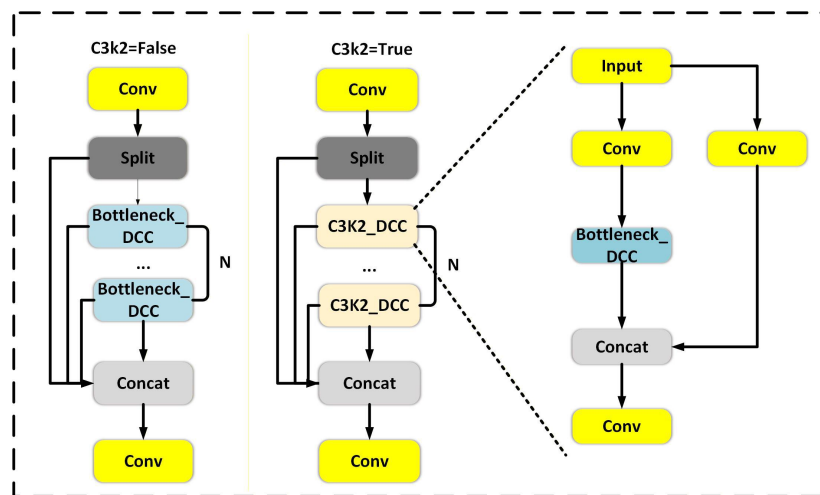 C3k2=False
Conv
Split
Bottleneck_
DCC
...
Bottleneck_
DCC
N
Concat
Conv
C3k2=True
Conv
Split
C3K2_DCC
...
C3K2_DCC
N
Concat
Conv
Input
Conv
Conv
Bottleneck_
DCC
Concat
Conv